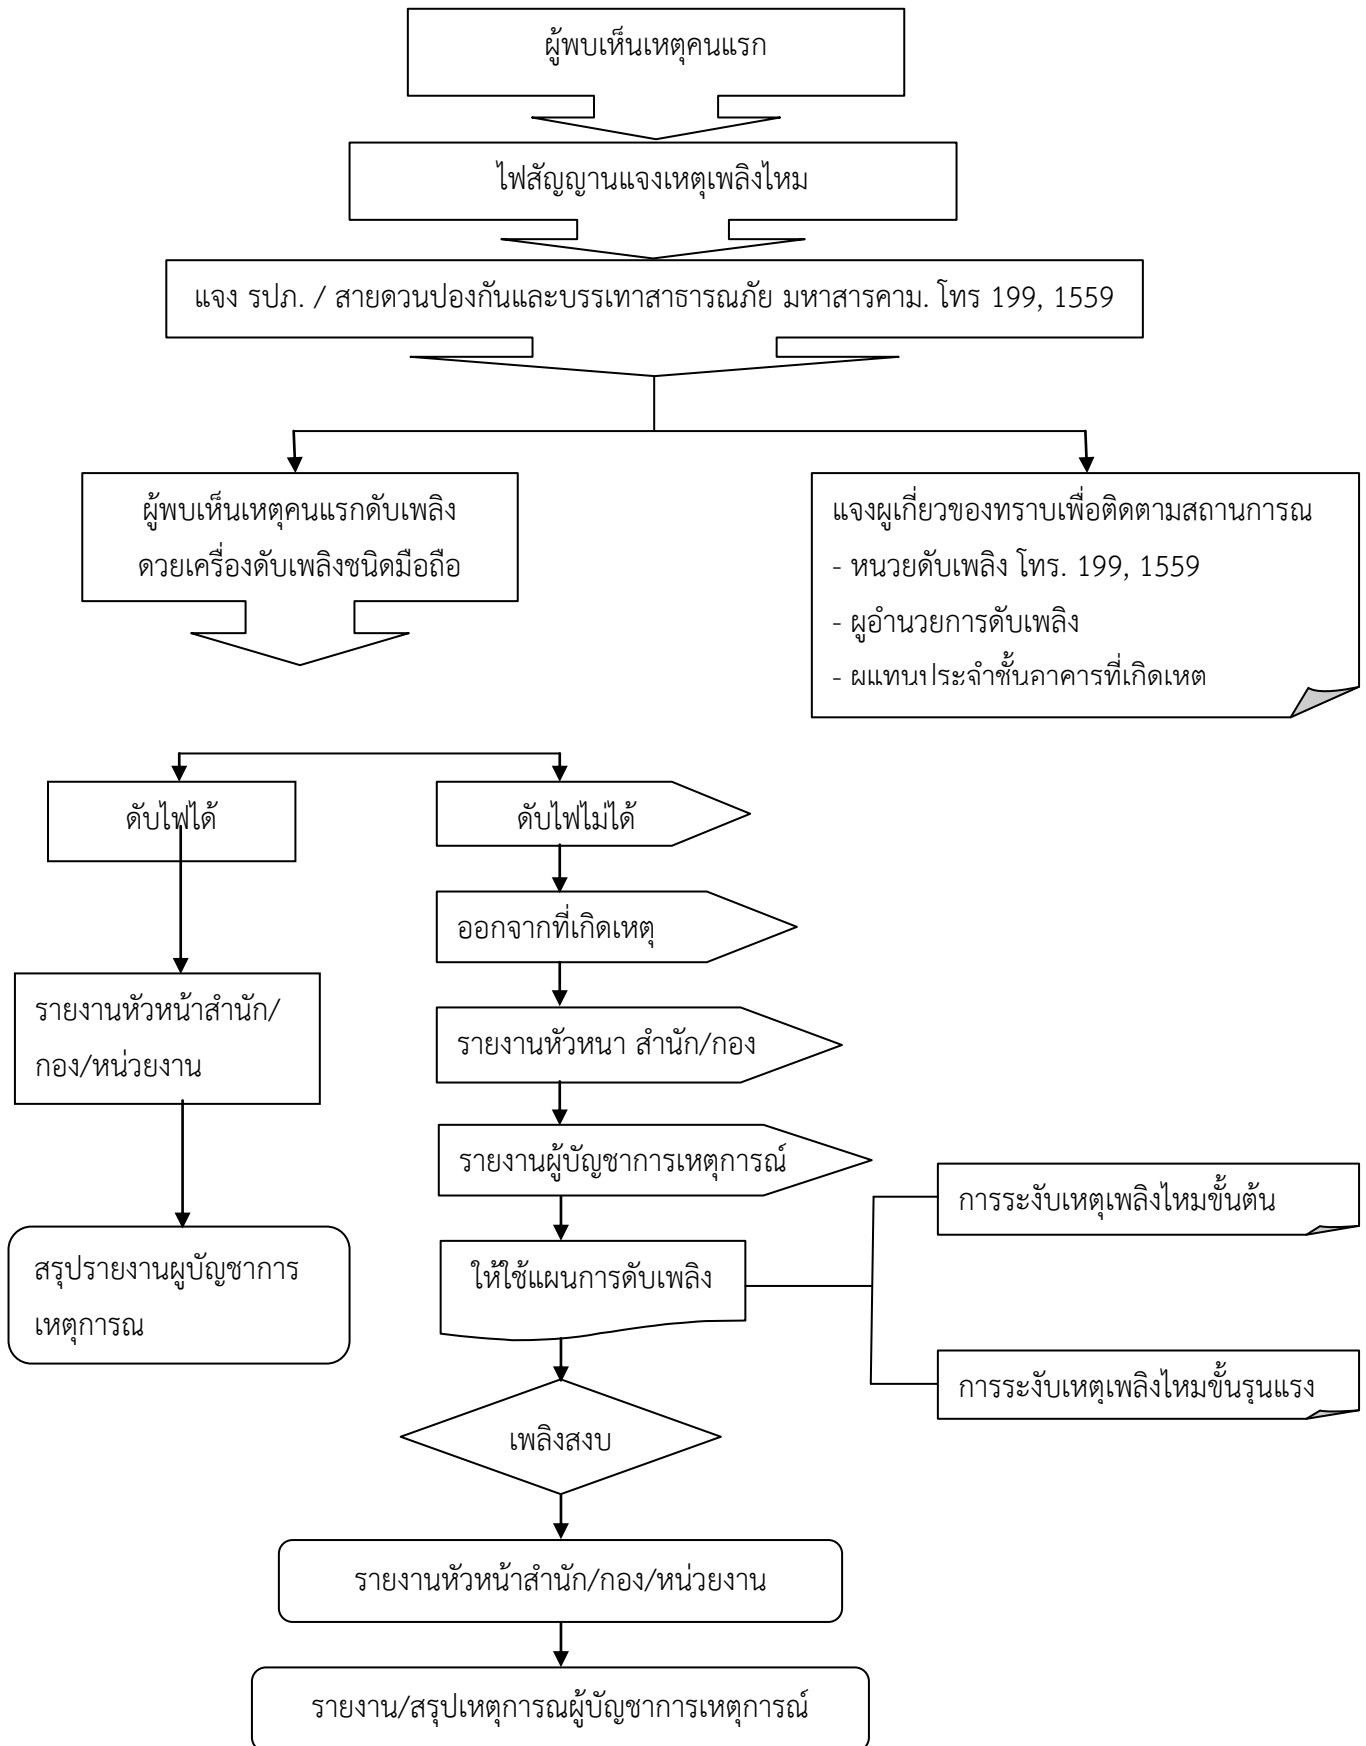 ผู้พบเห็นเหตุคนแรก
ไฟสัญญานแจงเหตุเพลิงไหม
แจง รปภ. / สายดวนปองกันและบรรเทาสาธารณภัย มหาสารคาม. โทร 199, 1559
ผู้พบเห็นเหตุคนแรกดับเพลิง
ดวยเครื่องดับเพลิงชนิดมือถือ
แจงผูเกี่ยวของทราบเพื่อติดตามสถานการณ
- หนวยดับเพลิง โทร. 199, 1559
- ผูอำนวยการดับเพลิง
- ผแทนประจำชั้นอาคารที่เกิดเหต
ดับไฟได้
ดับไฟไม่ได้
ออกจากที่เกิดเหตุ
รายงานหัวหน้าสำนัก/
กอง/หน่วยงาน
รายงานหัวหนา สำนัก/กอง
รายงานผู้บัญชาการเหตุการณ์
การระงับเหตุเพลิงไหมขั้นต้น
สรุปรายงานผูบัญชาการ
เหตุการณ
ให้ใช้แผนการดับเพลิง
การระงับเหตุเพลิงไหมขั้นรุนแรง
เพลิงสงบ
รายงานหัวหน้าสำนัก/กอง/หน่วยงาน
รายงาน/สรุปเหตุการณผู้บัญชาการเหตุการณ์